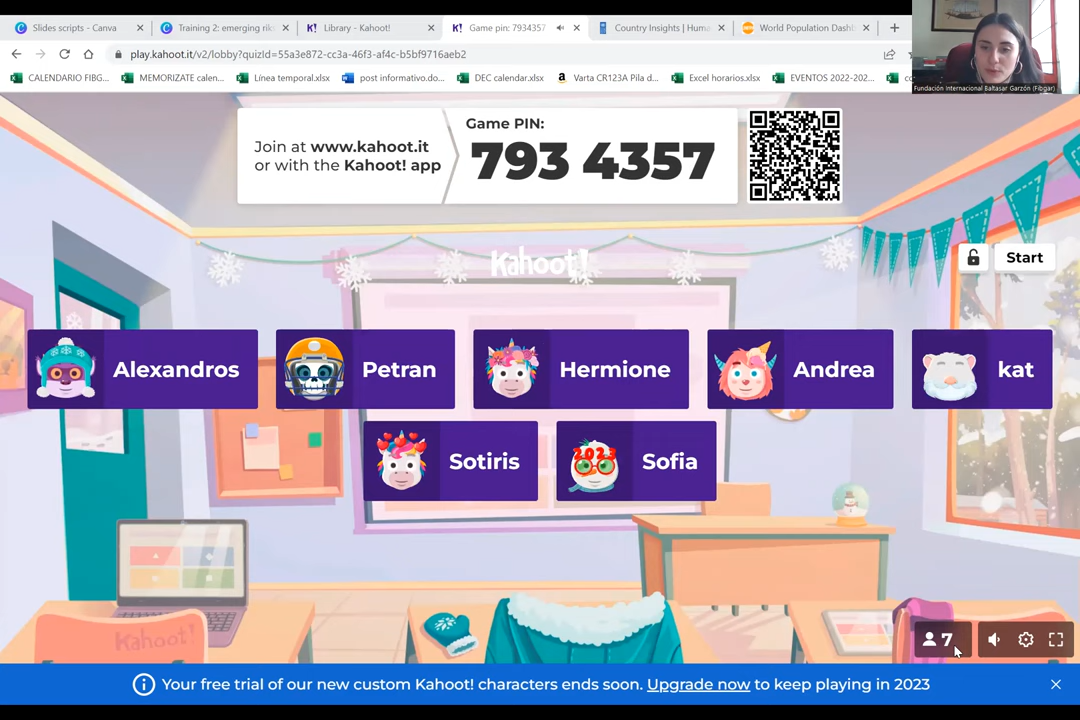 Slides scripts - Canva
Training 2: emerging ris
Library - Kahoot!
Game pin: 7934357
Country Insights | Huma
World Population Dashb
play.kahoot.it/v2/lobby?quizId=55a3e872-cc3a-46f3-af4c-b5bf9716aeb2
CALENDARIO FIBG...
MEMORIZATE calen...
Línea temporal.xlsx
post informativo.do...
DEC calendar.xlsx
Varta CR123A Pila d...
Excel horarios.xlsx
EVENTOS 2022-202...
Fundación Internacional Baltasar Garzón (Fibgar)
Join at www.kahoot.it
or with the Kahoot! app
Game PIN:
793 4357
Kahoot!
Start
Alexandros
Petran
Hermione
Andrea
kat
Sotiris
2023
Sofia
Kahoot!
7
Your free trial of our new custom Kahoot! characters ends soon. Upgrade now to keep playing in 2023